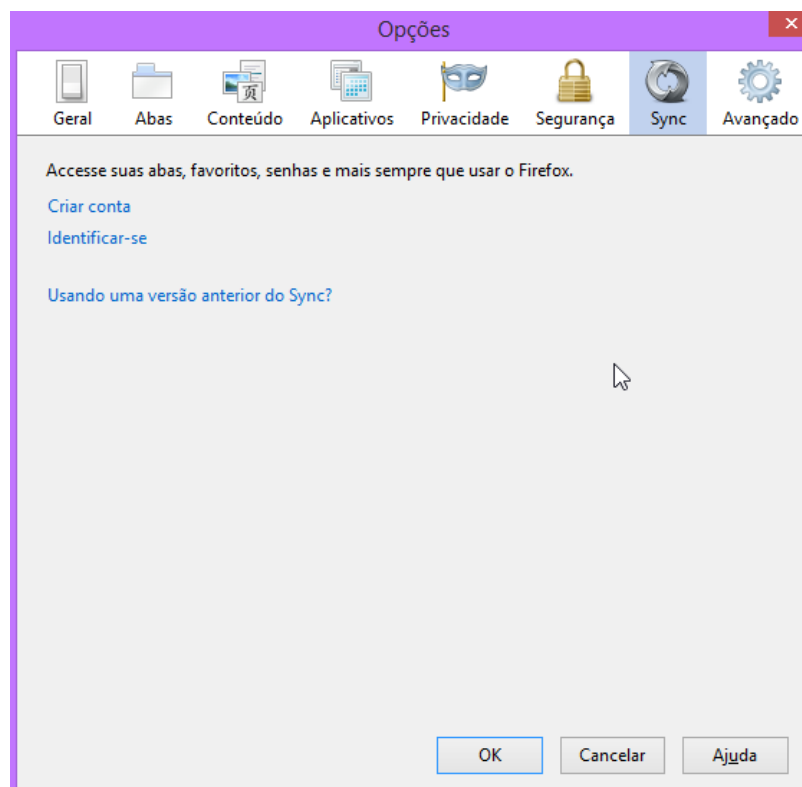 Opções
Geral Abas Conteúdo Aplicativos Privacidade Segurança Sync Avançado
Accesse suas abas, favoritos, senhas e mais sempre que usar o Firefox.
Criar conta
Identificar-se
Usando uma versão anterior do Sync?
OK Cancelar Ajuda